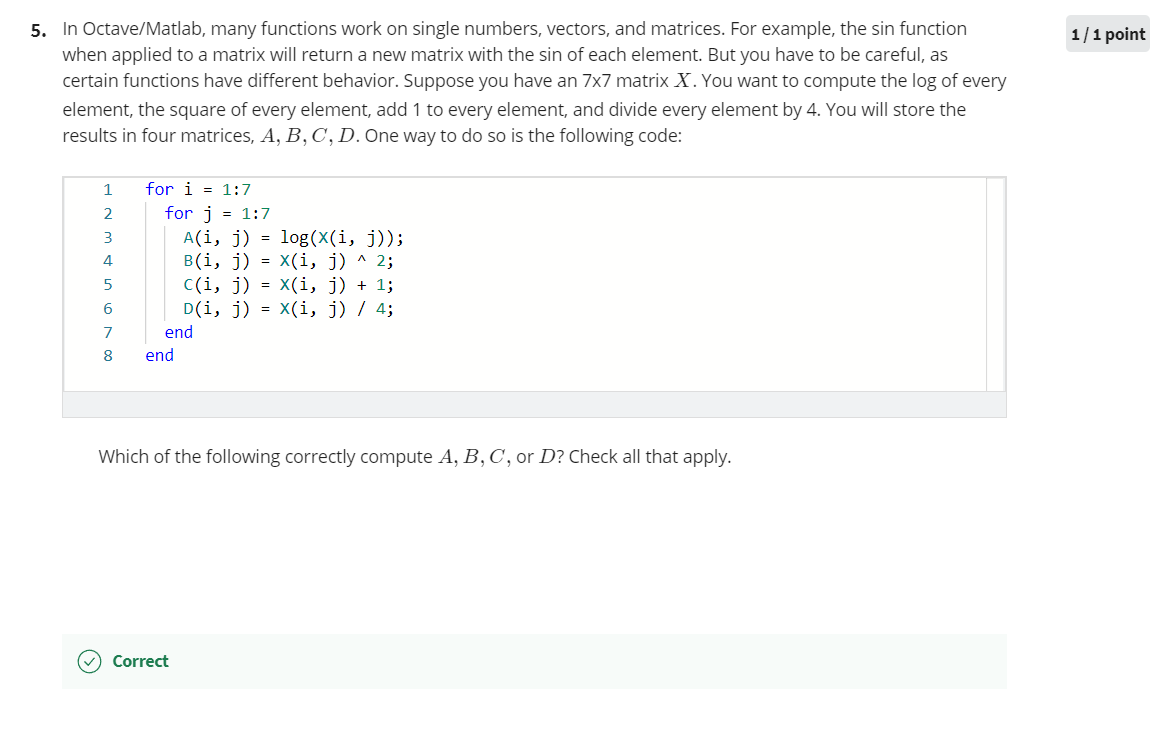 5. In Octave/Matlab, many functions work on single numbers, vectors, and matrices. For example, the sin function
1 / 1 point
when applied to a matrix will return a new matrix with the sin of each element. But you have to be careful, as
certain functions have different behavior. Suppose you have an 7x7 matrix X. You want to compute the log of every
element, the square of every element, add 1 to every element, and divide every element by 4. You will store the
results in four matrices, A, B, C, D. One way to do so is the following code:
1 for i = 1:7
2   for j = 1:7
3     A(i, j) = log(X(i, j));
4     B(i, j) = X(i, j) ^ 2;
5     C(i, j) = X(i, j) + 1;
6     D(i, j) = X(i, j) / 4;
7   end
8 end
Which of the following correctly compute A, B, C, or D? Check all that apply.
Correct